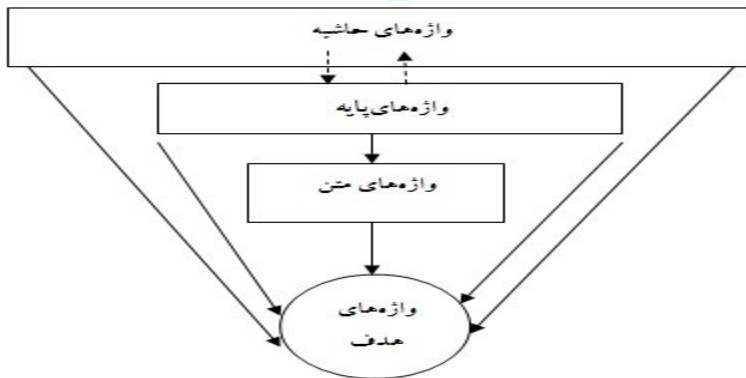 واژه‌های حاشیه
واژه‌های پایه
واژه‌های متن
واژه‌های
هدف